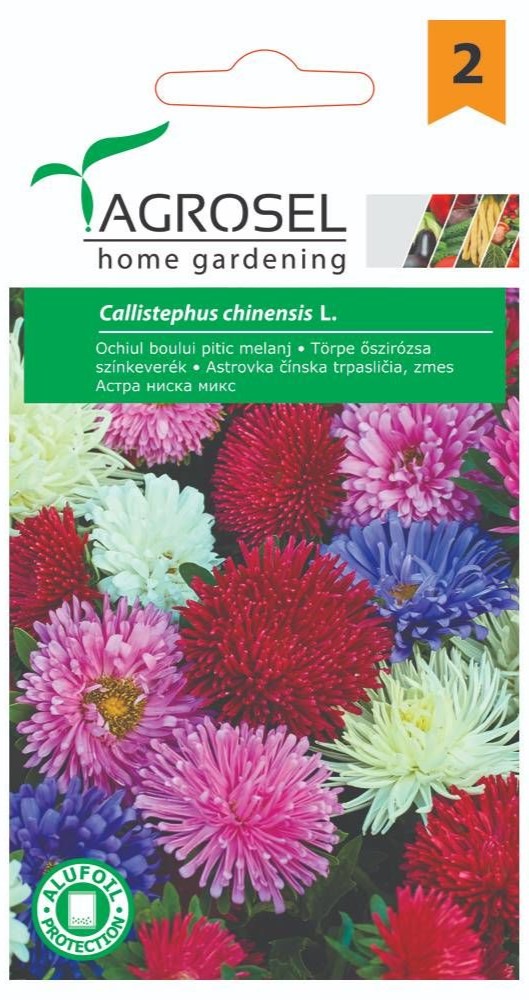 2
AGROSEL
home gardening
Callistephus chinensis L.
Ochiul boului pitic melanj • Törpe őszirózsa
színkeverék • Astrovka čínska trpasličia, zmes
Астра ниска микс
ALUFOIL
• PROTECTION •